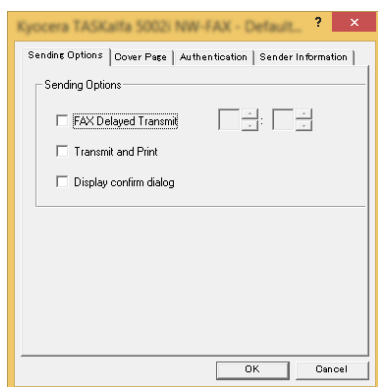 Kyocera TASKalfa 5002i NW-FAX - Default... ? ×
Sending Options Cover Page Authentication Sender Information
Sending Options
FAX Delayed Transmit :
Transmit and Print
Display confirm dialog
OK Cancel